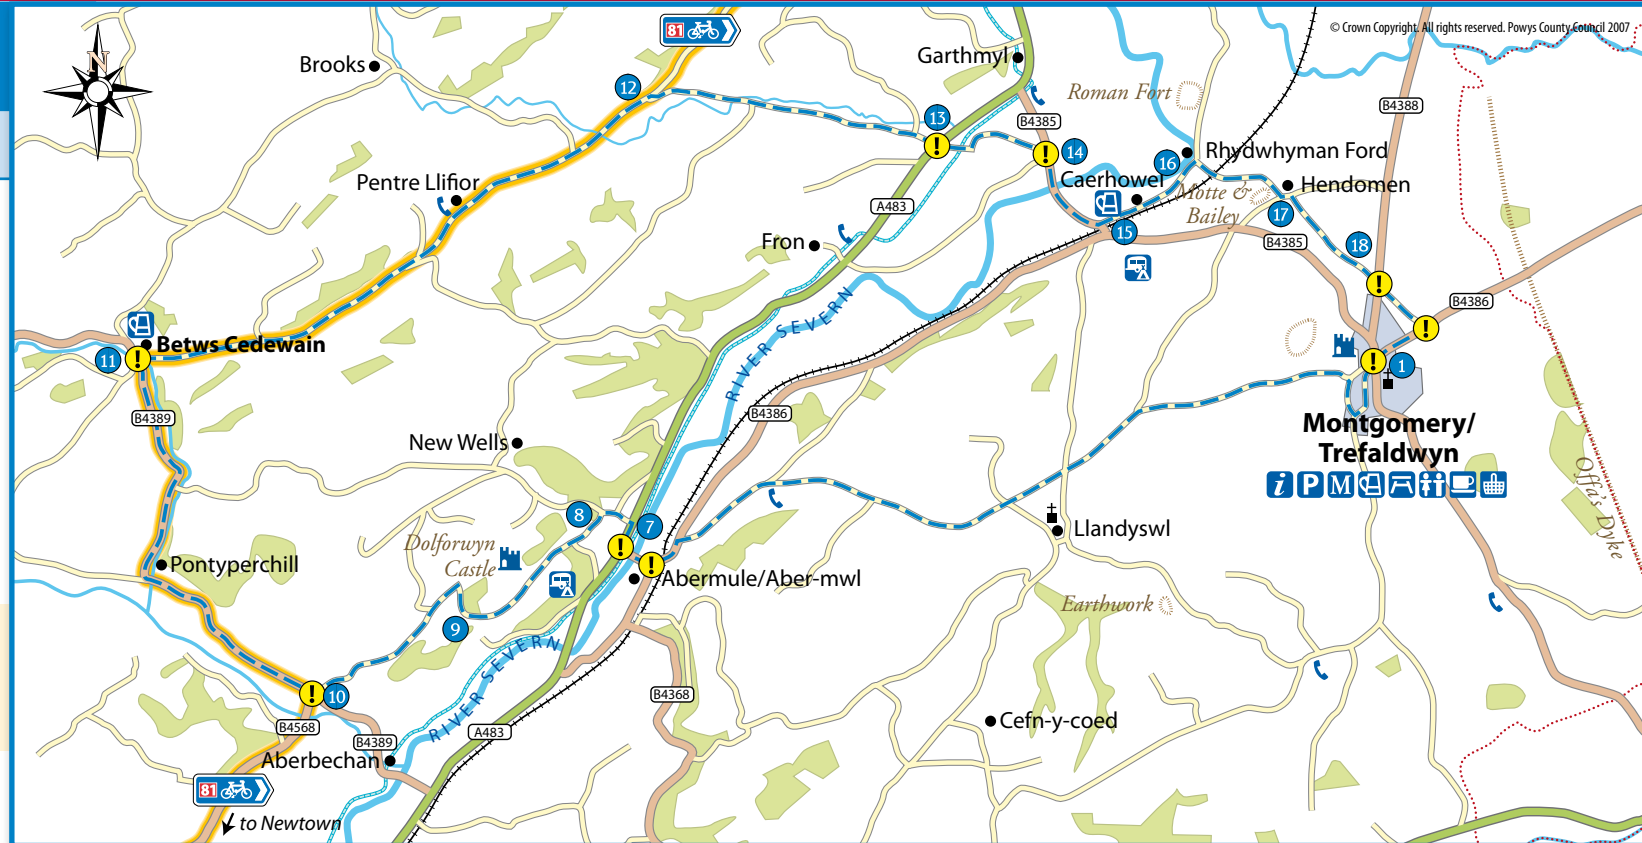 © Crown Copyright. All rights reserved. Powys County Council 2007
81
N
Brooks
Garthmyl
12
Roman Fort
B4388
13
B4385
14
16
Rhydwhyman Ford
Pentre Llifior
Caerhowel
Motte &
Bailey
Hendomen
A483
17
15
Fron
B4385
18
RIVER SEVERN
B4386
11
Betws Cedewain
1
B4389
B4386
Montgomery/
Trefaldwyn
i P M
New Wells
Offa's Dyke
8
7
Llandyswl
Dolforwyn
Castle
Pontyperchill
Abermule/Aber-mwl
Earthwork
9
RIVER SEVERN
10
B4368
B4568
B4389
A483
Cefn-y-coed
Aberbechan
81
to Newtown